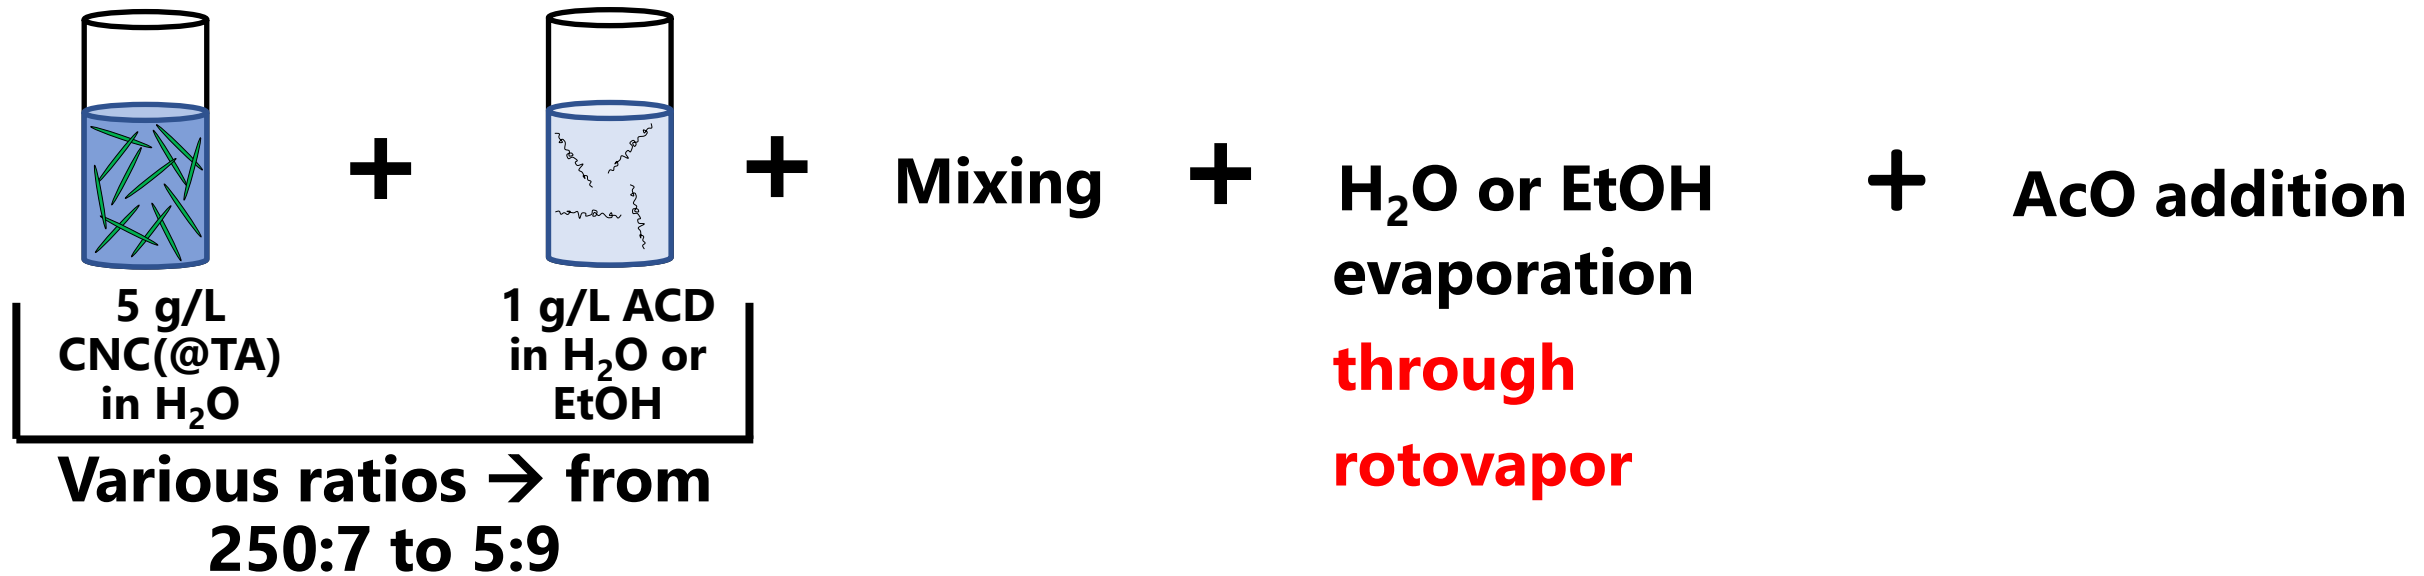 5 g/L
CNC(@TA)
in H₂O
+
1 g/L ACD
in H₂O or
EtOH
Various ratios → from
250:7 to 5:9
+
Mixing
+
H₂O or EtOH
evaporation
through
rotovapor
+
AcO addition